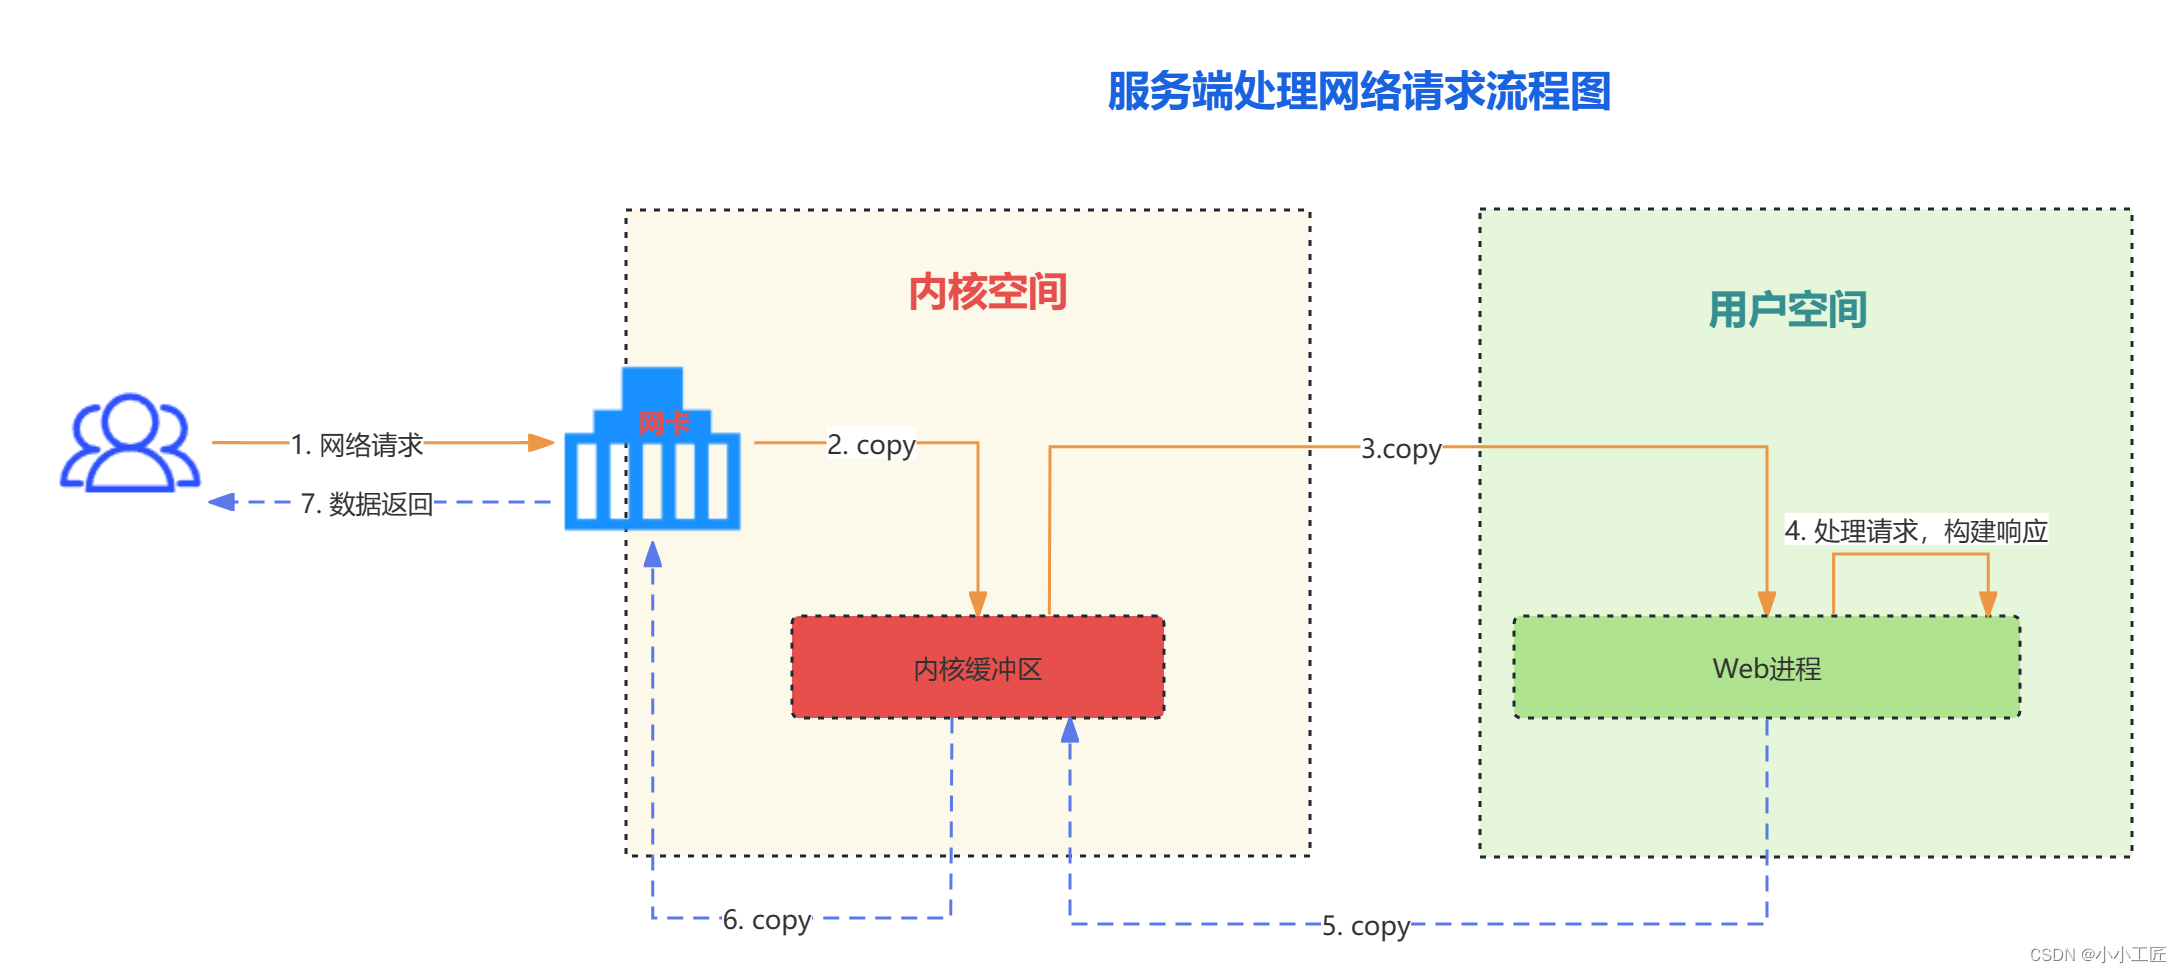 服务端处理网络请求流程图
内核空间
用户空间
网卡
1. 网络请求
2. copy
3.copy
7. 数据返回
4. 处理请求，构建响应
内核缓冲区
Web进程
6. copy
5. copy
CSDN @小小工匠